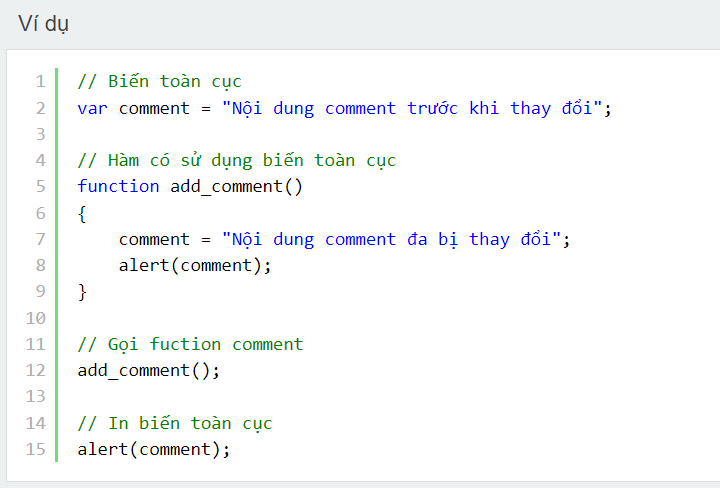 Ví dụ
1 // Biến toàn cục
2 var comment = "Nội dung comment trước khi thay đổi";
3
4 // Hàm có sử dụng biến toàn cục
5 function add_comment()
6 {
7     comment = "Nội dung comment đa bị thay đổi";
8     alert(comment);
9 }
10
11 // Gọi fuction comment
12 add_comment();
13
14 // In biến toàn cục
15 alert(comment);